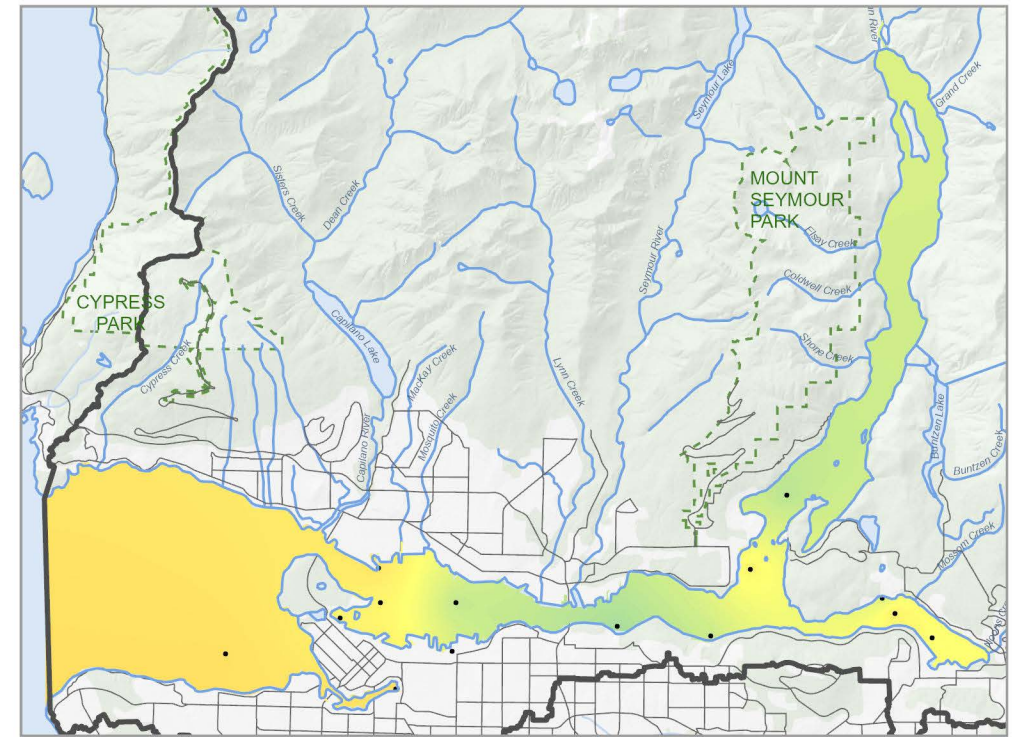 River
Grand Creek
Seymour Lake
MOUNT
SEYMOUR
PARK
Sisters Creek
Dean Creek
Elsay Creek
Seymour River
Coldwell Creek
CYPRESS
PARK
Capilano Lake
Shone Creek
Cypress Creek
MacKay Creek
Lynn Creek
Mosquito Creek
Buntzen Lake
Capilano River
Buntzen Creek
Mossom Creek